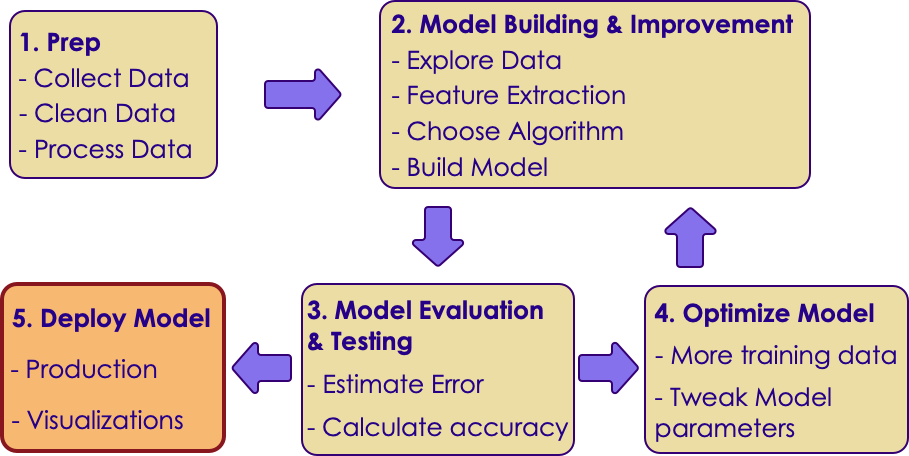 1. Prep
- Collect Data
- Clean Data
- Process Data
2. Model Building & Improvement
- Explore Data
- Feature Extraction
- Choose Algorithm
- Build Model
5. Deploy Model
- Production
- Visualizations
3. Model Evaluation
& Testing
- Estimate Error
- Calculate accuracy
4. Optimize Model
- More training data
- Tweak Model
parameters